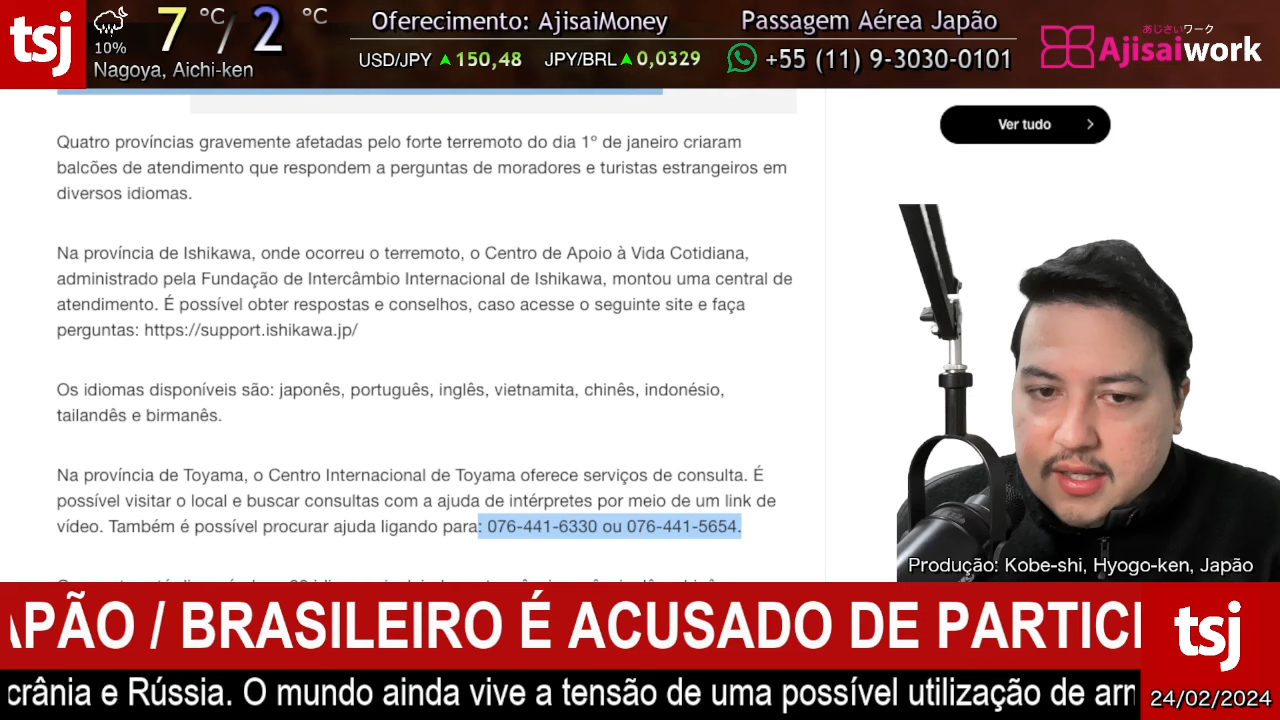 tsj
10%
7 °C / 2 °C
Nagoya, Aichi-ken
Oferecimento: AjisaiMoney
USD/JPY 150,48 JPY/BRL 0,0329
Passagem Aérea Japão
+55 (11) 9-3030-0101
あじさいワーク
Ajisaiwork
Ver tudo
Quatro províncias gravemente afetadas pelo forte terremoto do dia 1º de janeiro criaram
balcões de atendimento que respondem a perguntas de moradores e turistas estrangeiros em
diversos idiomas.
Na província de Ishikawa, onde ocorreu o terremoto, o Centro de Apoio à Vida Cotidiana,
administrado pela Fundação de Intercâmbio Internacional de Ishikawa, montou uma central de
atendimento. É possível obter respostas e conselhos, caso acesse o seguinte site e faça
perguntas: https://support.ishikawa.jp/
Os idiomas disponíveis são: japonês, português, inglês, vietnamita, chinês, indonésio,
tailandês e birmanês.
Na província de Toyama, o Centro Internacional de Toyama oferece serviços de consulta. É
possível visitar o local e buscar consultas com a ajuda de intérpretes por meio de um link de
vídeo. Também é possível procurar ajuda ligando para: 076-441-6330 ou 076-441-5654.
Produção: Kobe-shi, Hyogo-ken, Japão
APÃO / BRASILEIRO É ACUSADO DE PARTICI
tsj
crânia e Rússia. O mundo ainda vive a tensão de uma possível utilização de arm
24/02/2024